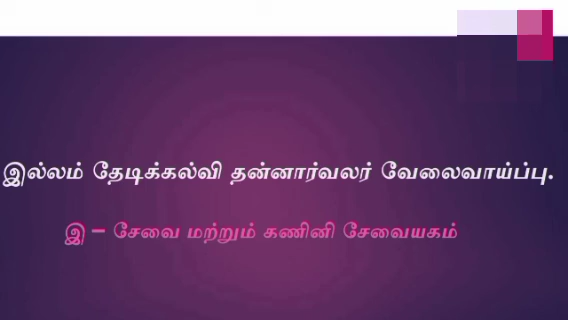 இல்லம் தேடிக்கல்வி தன்னார்வலர் வேலைவாய்ப்பு.
இ – சேவை மற்றும் கணினி சேவையகம்